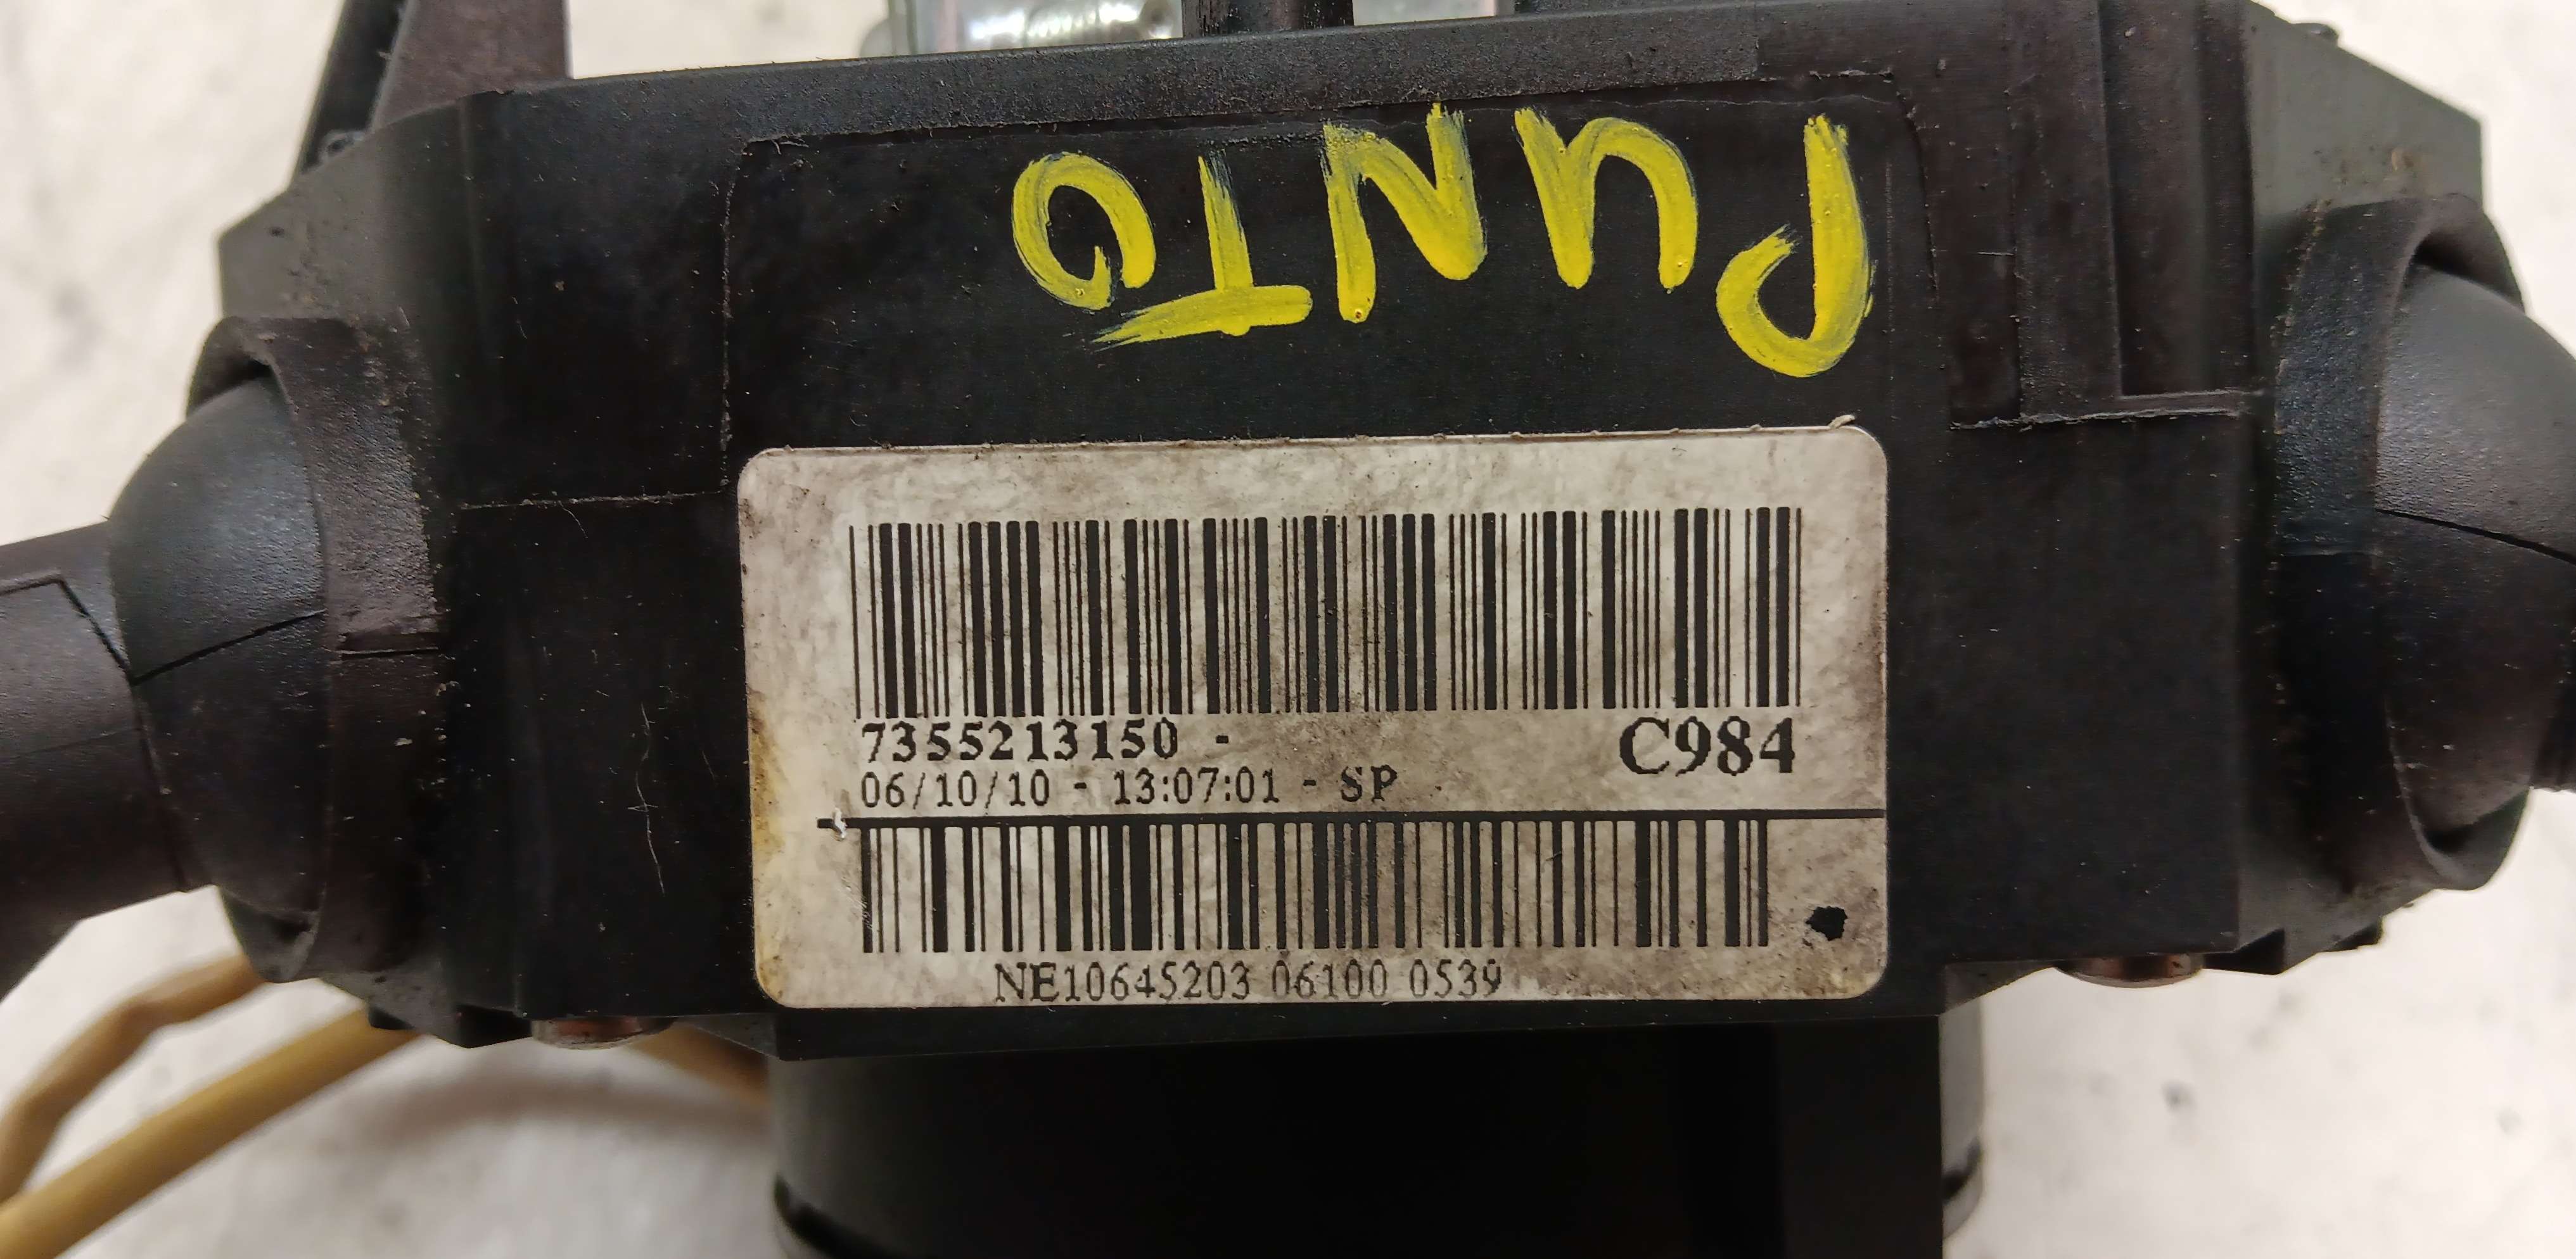 PUNTO
7355213150 -
C984
06/10/10 - 13:07:01 - SP
NE10645203 06100 0539